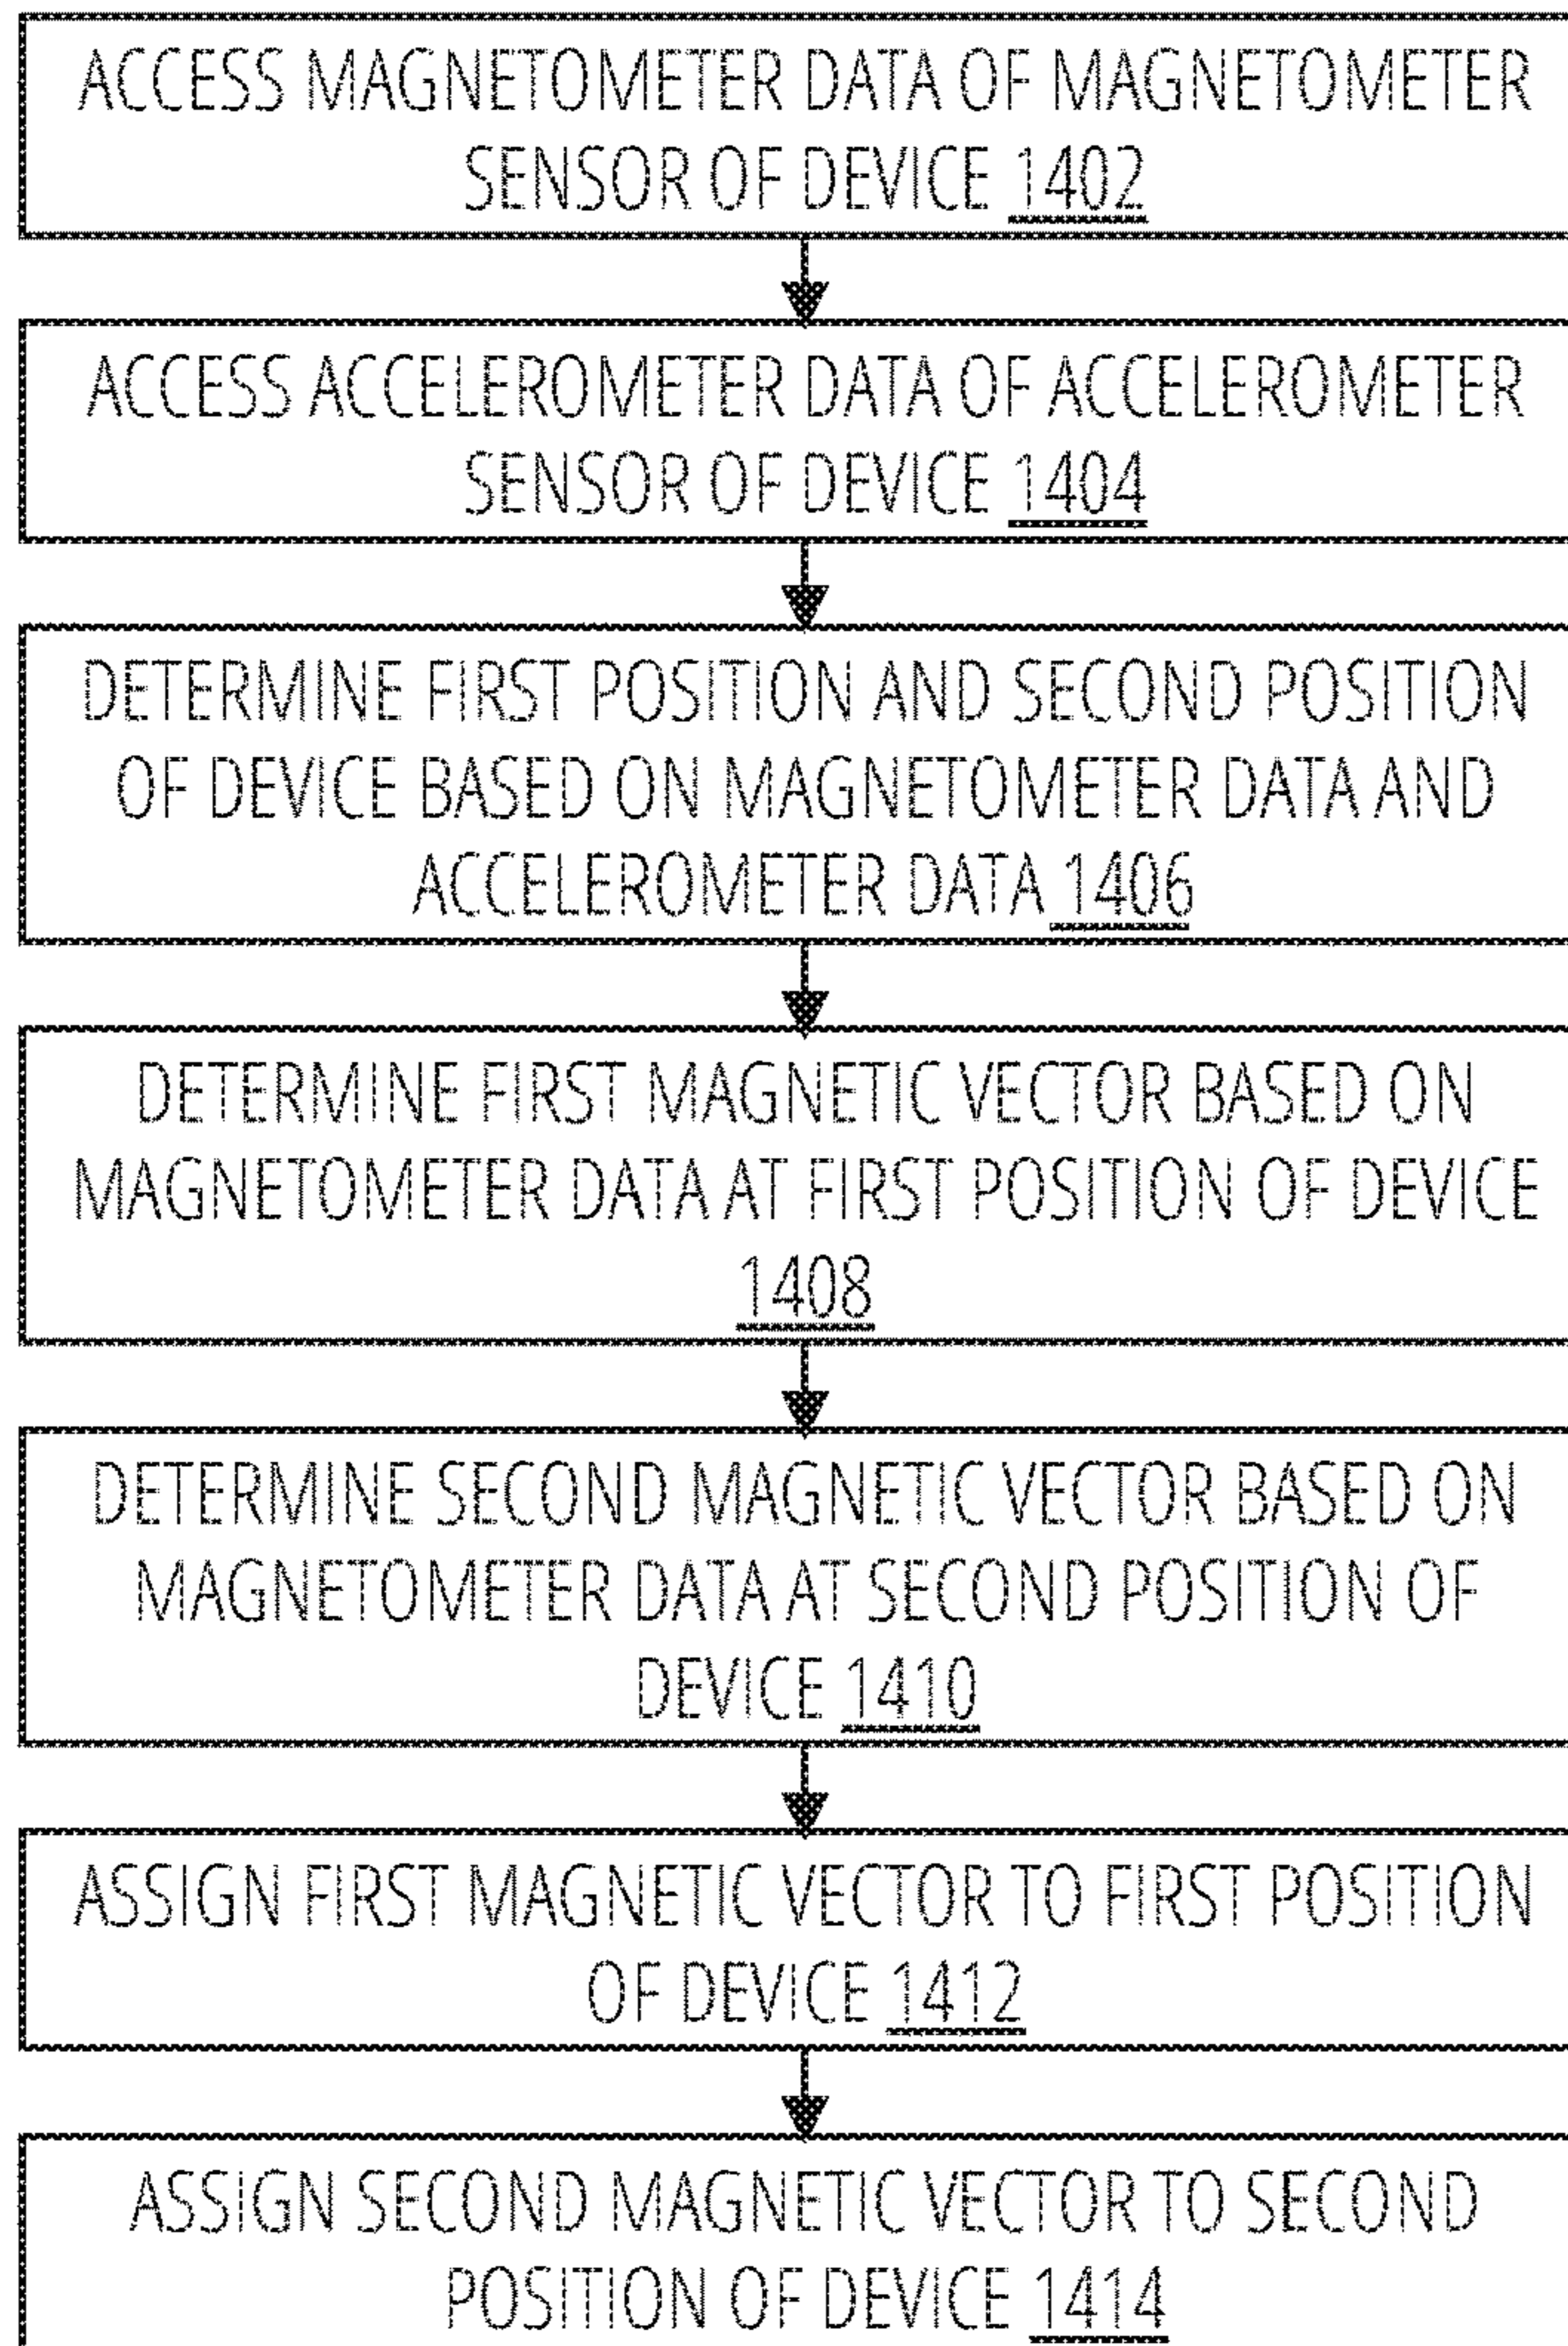 ACCESS MAGNETOMETER DATA OF MAGNETOMETER
SENSOR OF DEVICE 1402
ACCESS ACCELEROMETER DATA OF ACCELEROMETER
SENSOR OF DEVICE 1404
DETERMINE FIRST POSITION AND SECOND POSITION
OF DEVICE BASED ON MAGNETOMETER DATA AND
ACCELEROMETER DATA 1406
DETERMINE FIRST MAGNETIC VECTOR BASED ON
MAGNETOMETER DATA AT FIRST POSITION OF DEVICE
1408
DETERMINE SECOND MAGNETIC VECTOR BASED ON
MAGNETOMETER DATA AT SECOND POSITION OF
DEVICE 1410
ASSIGN FIRST MAGNETIC VECTOR TO FIRST POSITION
OF DEVICE 1412
ASSIGN SECOND MAGNETIC VECTOR TO SECOND
POSITION OF DEVICE 1414